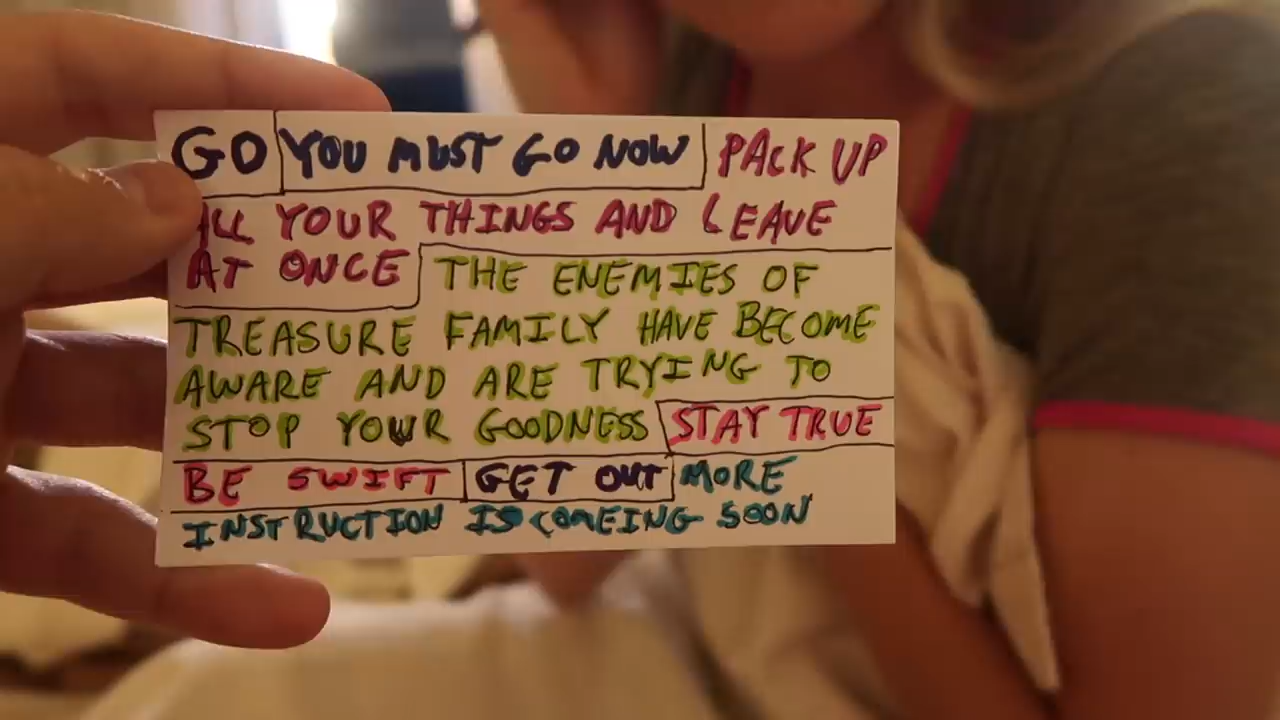 GO YOU MUST GO NOW PACK UP
ALL YOUR THINGS AND LEAVE
AT ONCE THE ENEMIES OF
TREASURE FAMILY HAVE BECOME
AWARE AND ARE TRYING TO
STOP YOUR GOODNESS STAY TRUE
BE SWIFT GET OUT MORE
INSTRUCTION IS COMEING SOON